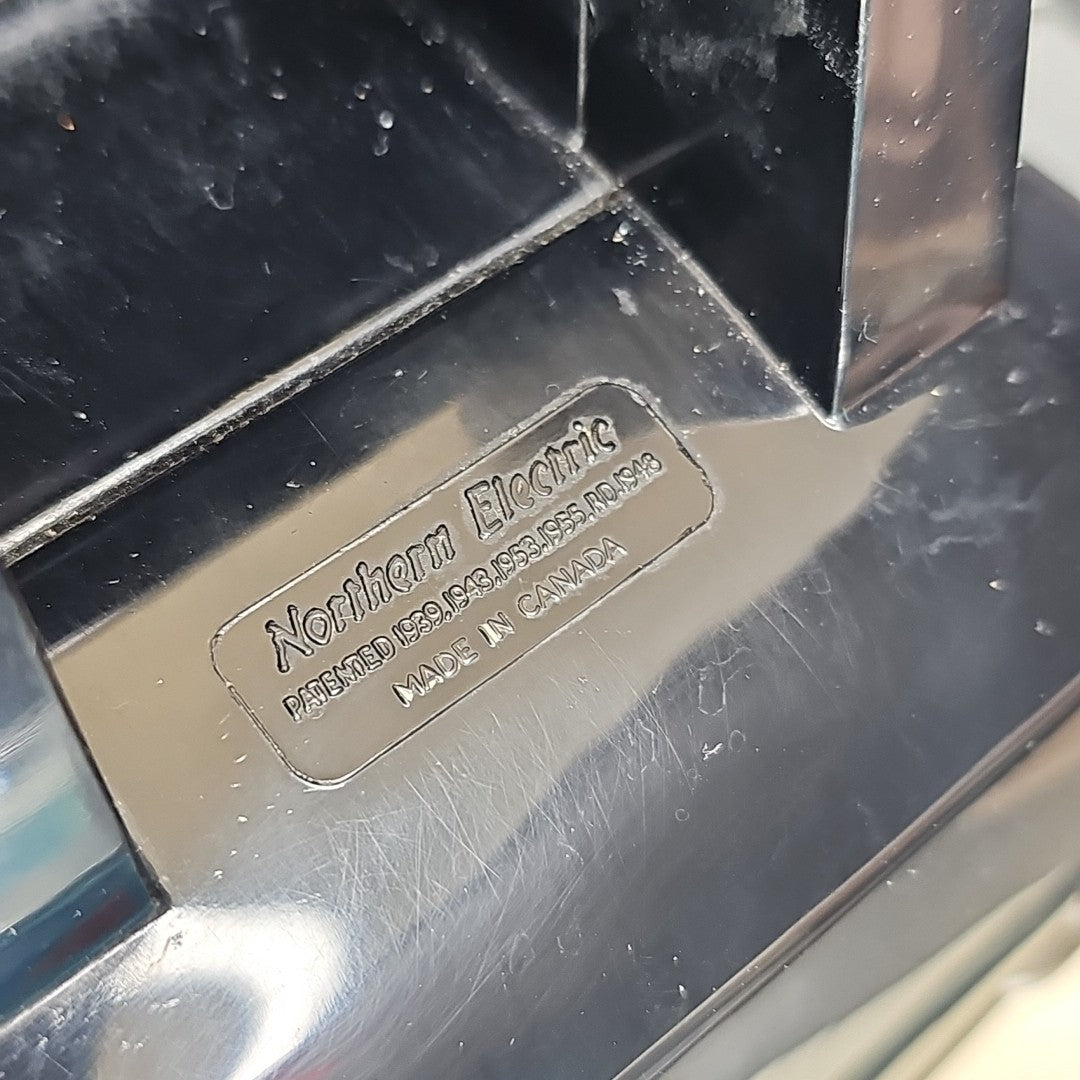 Northern Electric
PATENTED 1939,1943,1953,1955,RD.1948
MADE IN CANADA